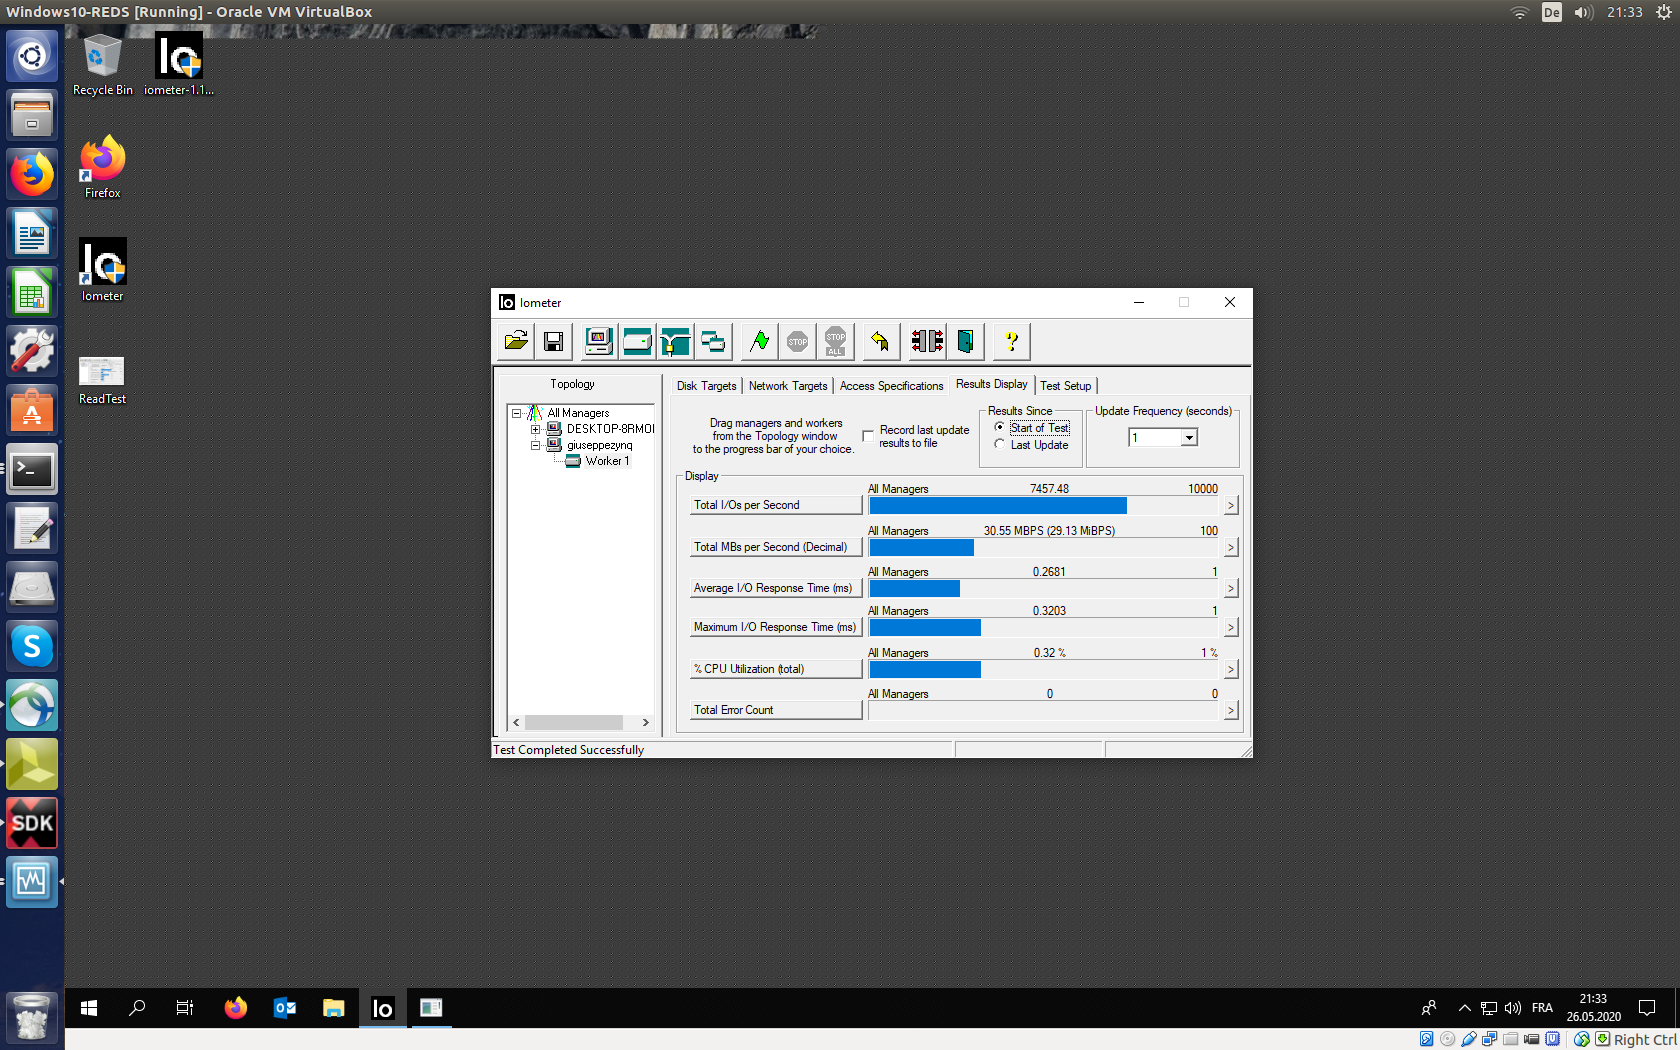 Windows10-REDS [Running] - Oracle VM VirtualBox
De
21:33
Recycle Bin
iometer-1.1...
Firefox
Iometer
ReadTest
SDK
Iometer
STOP
STOP
ALL
Topology
All Managers
DESKTOP-8RMOI
giuseppezynq
Worker 1
Disk Targets
Network Targets
Access Specifications
Results Display
Test Setup
Drag managers and workers
from the Topology window
to the progress bar of your choice.
Record last update
results to file
Results Since
Start of Test
Last Update
Update Frequency (seconds)
1
Display
All Managers 7457.48 10000
Total I/Os per Second >
All Managers 30.55 MBPS (29.13 MiBPS) 100
Total MBs per Second (Decimal) >
All Managers 0.2681 1
Average I/O Response Time (ms) >
All Managers 0.3203 1
Maximum I/O Response Time (ms) >
All Managers 0.32 % 1 %
% CPU Utilization (total) >
All Managers 0 0
Total Error Count >
Test Completed Successfully
FRA
21:33
26.05.2020
Right Ctrl